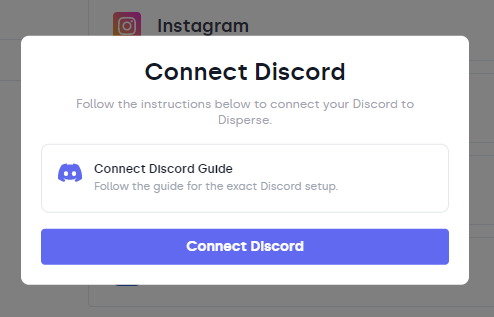 Instagram
Connect Discord
Follow the instructions below to connect your Discord to
Disperse.
Connect Discord Guide
Follow the guide for the exact Discord setup.
Connect Discord